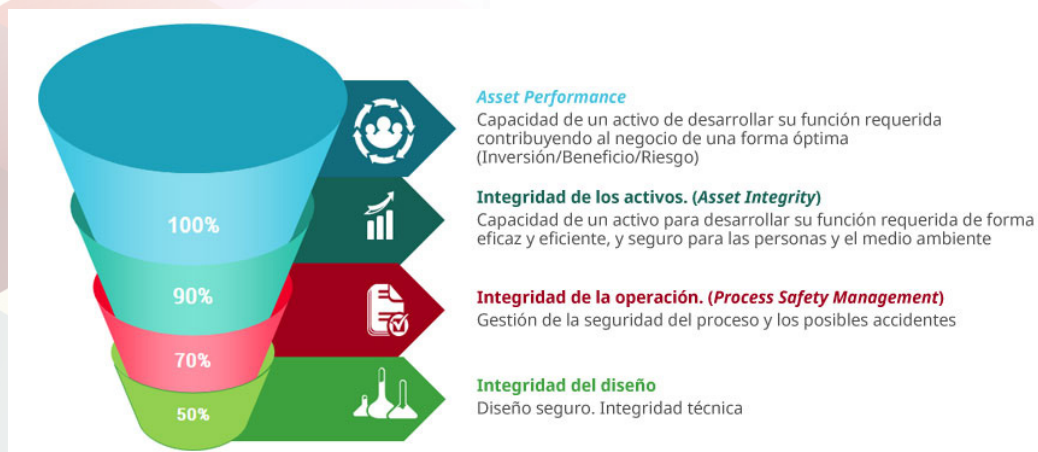 Asset Performance
Capacidad de un activo de desarrollar su función requerida
contribuyendo al negocio de una forma óptima
(Inversión/Beneficio/Riesgo)
100%
Integridad de los activos. (Asset Integrity)
Capacidad de un activo para desarrollar su función requerida de forma
eficaz y eficiente, y seguro para las personas y el medio ambiente
90%
Integridad de la operación. (Process Safety Management)
Gestión de la seguridad del proceso y los posibles accidentes
70%
Integridad del diseño
Diseño seguro. Integridad técnica
50%